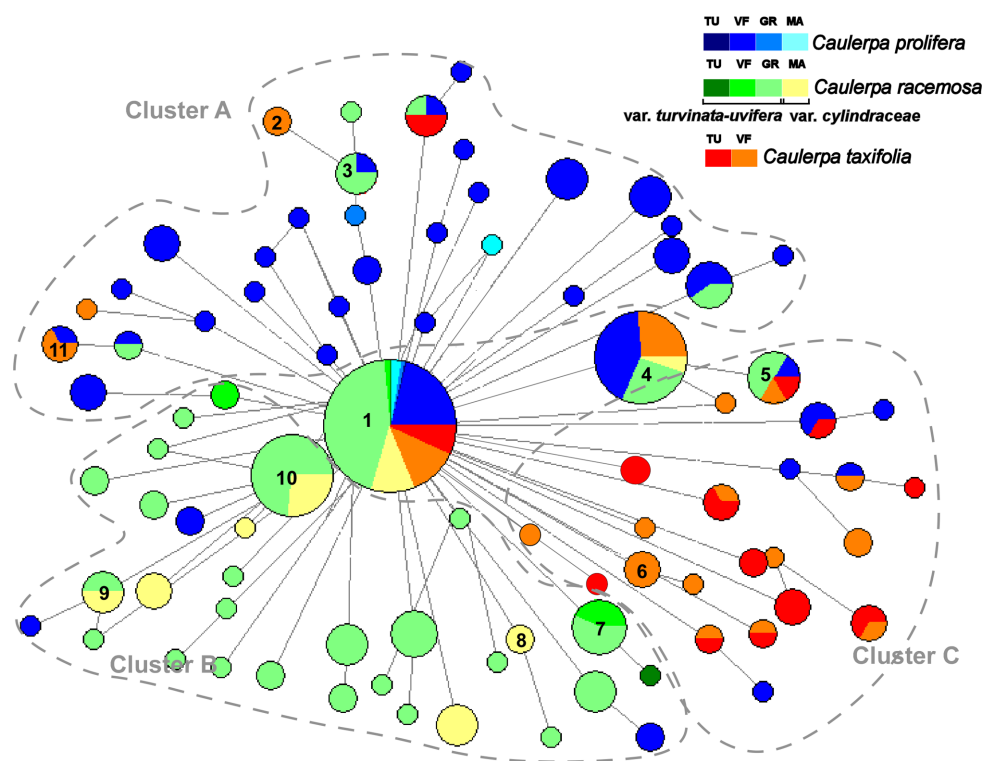 TU VF GR MA
Caulerpa prolifera
TU VF GR MA
Caulerpa racemosa
var. turvinata-uvifera var. cylindraceae
TU VF
Caulerpa taxifolia
Cluster A
2
3
11
1
4
5
10
6
9
7
8
Cluster B
Cluster C